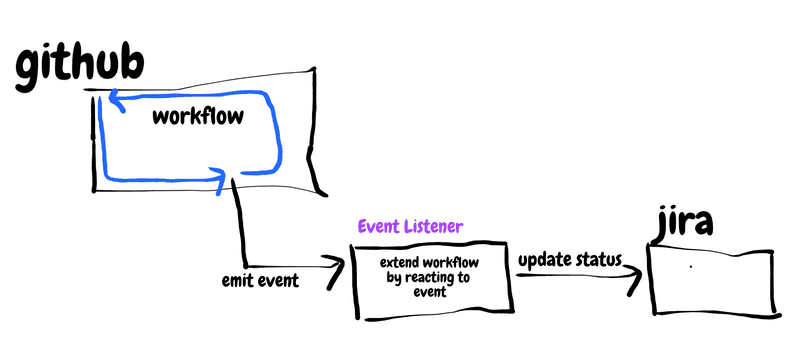 github
workflow
emit event
Event Listener
extend workflow
by reacting to
event
update status
jira